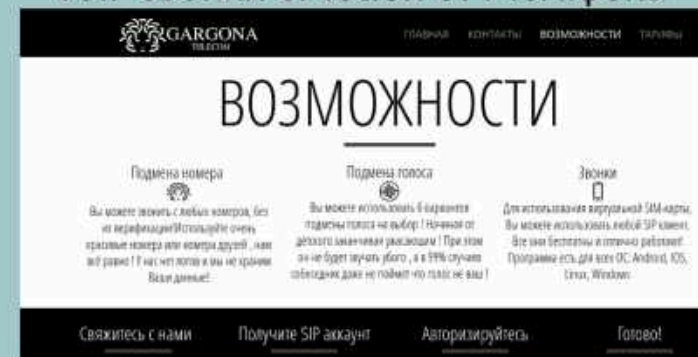 GARGONA
TELECOM
ГЛАВНАЯ КОНТАКТЫ ВОЗМОЖНОСТИ ТАРИФЫ
ВОЗМОЖНОСТИ
Подмена номера
Вы можете звонить с любых номеров, без
их верификации!Используйте очень
красивые номера или номера друзей , нам
всё равно ! У нас нет логов и мы не храним
Ваши данные!
Подмена голоса
Вы можете использовать 6 вариантов
подмены голоса на выбор ! Начиная от
детского заканчивая ужасающим ! При этом
он не будет звучать убого , а в 99% случаев
собеседник даже не поймет что голос не ваш !
Звонки
Для использования виртуальной SIM-карты,
Вы можете использовать любой SIP клиент.
Все они бесплатны и отлично работают!
Программа есть для всех ОС: Android, IOS,
Linux, Windows
Свяжитесь с нами Получите SIP аккаунт Авторизируйтесь Готово!